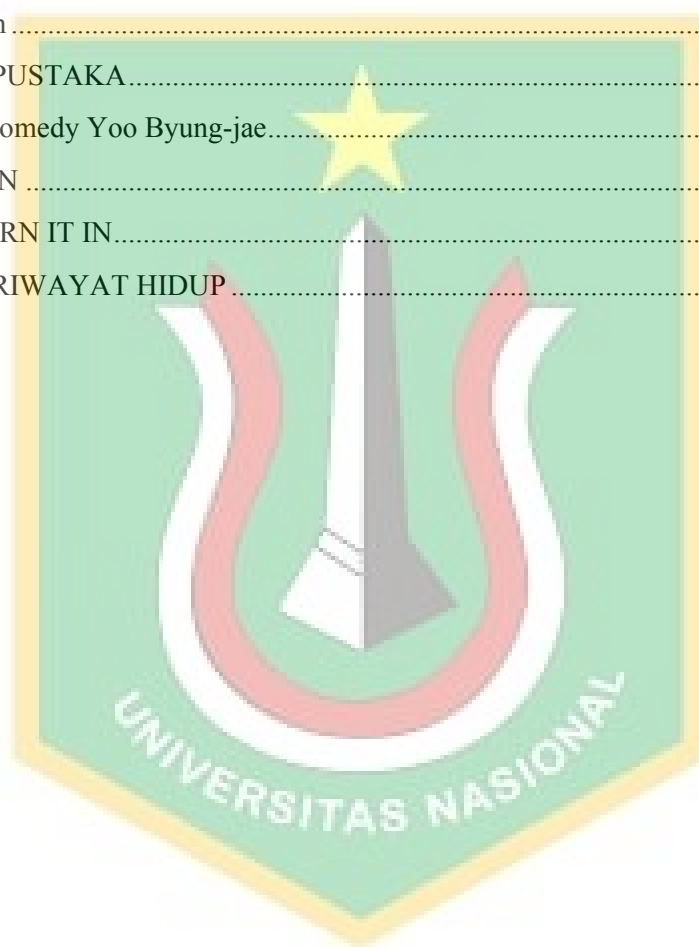 n ................................................................................
PUSTAKA................................................................................
omedy Yoo Byung-jae................................................................................
N ................................................................................
RN IT IN................................................................................
RIWAYAT HIDUP ................................................................................
UNIVERSITAS NASIONAL